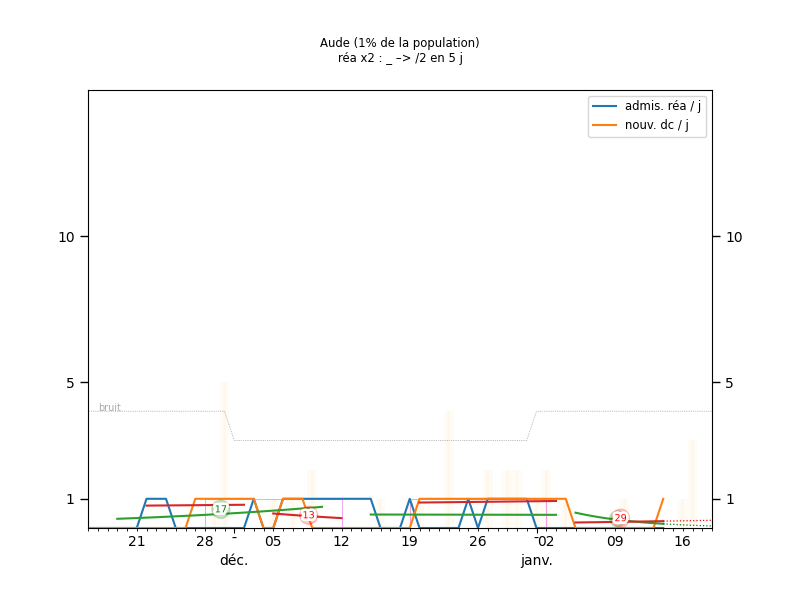 Aude (1% de la population)
réa x2 : _ –> /2 en 5 j
admis. réa / j
nouv. dc / j
10
10
5
5
bruit
1
1
17
13
29
21
28
-
05
12
19
26
-
02
09
16
déc.
janv.